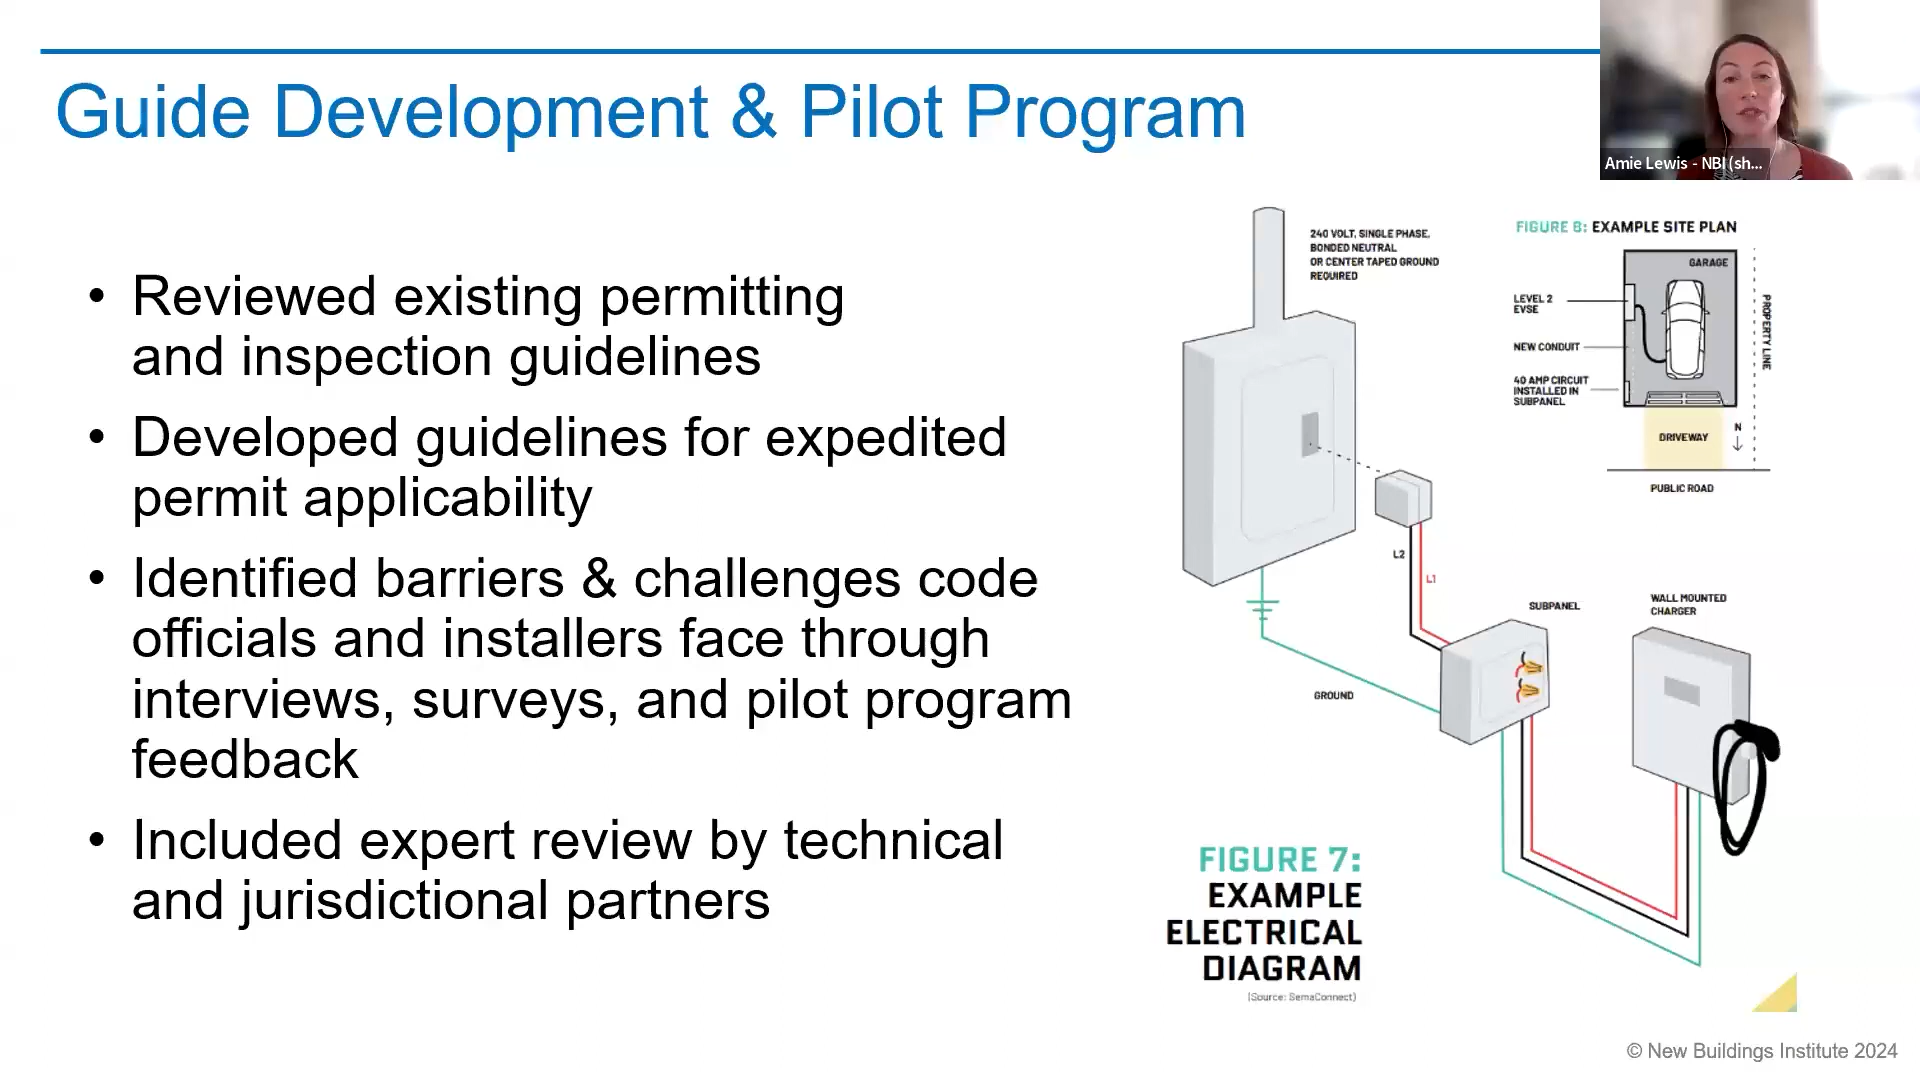 Guide Development & Pilot Program
Amie Lewis - NBI (sh...
• Reviewed existing permitting
and inspection guidelines
• Developed guidelines for expedited
permit applicability
• Identified barriers & challenges code
officials and installers face through
interviews, surveys, and pilot program
feedback
• Included expert review by technical
and jurisdictional partners
240 VOLT, SINGLE PHASE,
BONDED NEUTRAL
OR CENTER TAPED GROUND
REQUIRED
L2
L1
SUBPANEL
WALL MOUNTED
CHARGER
GROUND
FIGURE 7:
EXAMPLE
ELECTRICAL
DIAGRAM
(Source: SemaConnect)
FIGURE 8: EXAMPLE SITE PLAN
GARAGE
LEVEL 2
EVSE
NEW CONDUIT
40 AMP CIRCUIT
INSTALLED IN
SUBPANEL
PROPERTY LINE
DRIVEWAY
N
PUBLIC ROAD
© New Buildings Institute 2024